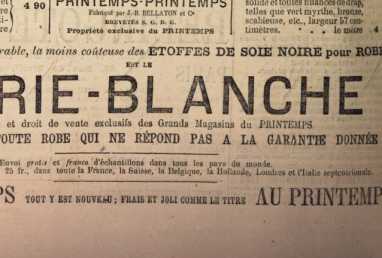 4 90
PRINTEMPS-PRINTEMPS
Fabriqué par J.-B BELLATON et Cie
BREVETÉS S. G. D. G.
Propriété exclusive du PRINTEMPS
solidité et toutes nuances de drap,
telles que vert myrthe, bronze,
scabieuse, etc., largeur 57 cen-
timètres. . . . le mètre 4
rable, la moins coûteuse des ETOFFES DE SOIE NOIRE pour ROBE
EST LE
RIE-BLANCHE
et droit de vente exclusifs des Grands Magasins du PRINTEMPS
TOUTE ROBE QUI NE RÉPOND PAS A LA GARANTIE DONNÉE
Envoi gratis et franco d'échantillons dans tous les pays du monde.
25 fr., dans toute la France, la Suisse, la Belgique, la Hollande, Londres et l'Italie septentrionale.
PS TOUT Y EST NOUVEAU; FRAIS ET JOLI COMME LE TITRE AU PRINTEMP